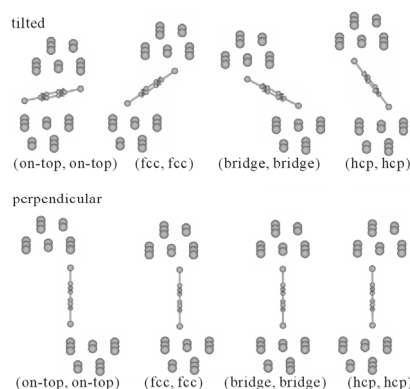 tilted
(on-top, on-top) (fcc, fcc) (bridge, bridge) (hcp, hcp)
perpendicular
(on-top, on-top) (fcc, fcc) (bridge, bridge) (hcp, hcp)